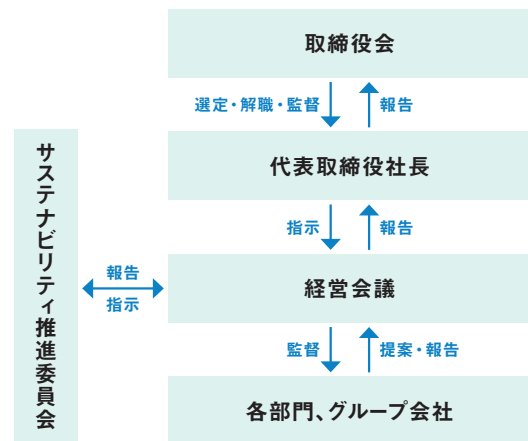 取締役会
選定・解職・監督
報告
代表取締役社長
指示
報告
サステナビリティ推進委員会
報告
指示
経営会議
監督
提案・報告
各部門、グループ会社